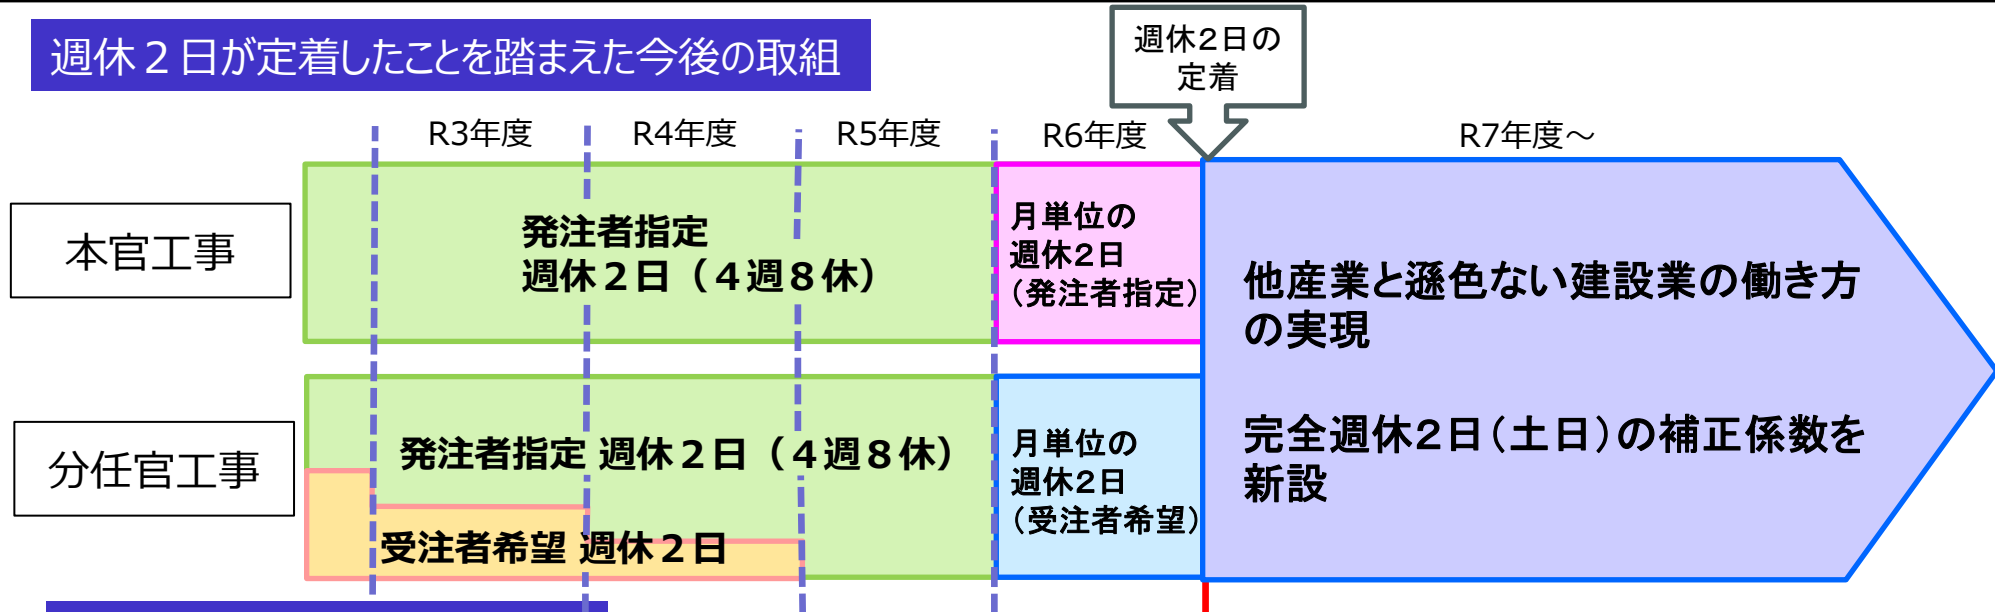 週休２日が定着したことを踏まえた今後の取組
週休2日の
定着
R3年度
R4年度
R5年度
R6年度
R7年度～
本官工事
発注者指定
週休２日（４週８休）
月単位の
週休2日
（発注者指定）
他産業と遜色ない建設業の働き方
の実現
完全週休2日（土日）の補正係数を
新設
分任官工事
発注者指定 週休２日（４週８休）
受注者希望 週休２日
月単位の
週休2日
（受注者希望）